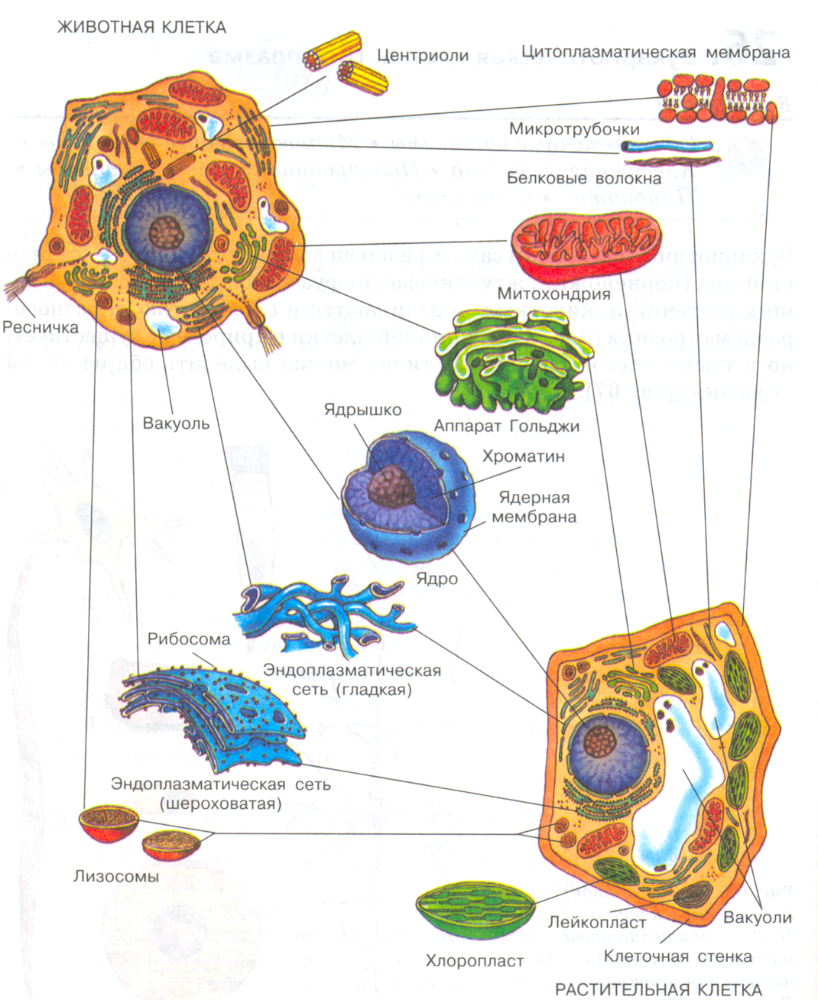 ЖИВОТНАЯ КЛЕТКА
Центриоли
Цитоплазматическая мембрана
Микротрубочки
Белковые волокна
Митохондрия
Ресничка
Вакуоль
Аппарат Гольджи
Ядрышко
Хроматин
Ядерная
мембрана
Ядро
Рибосома
Эндоплазматическая
сеть (гладкая)
Эндоплазматическая сеть
(шероховатая)
Лизосомы
Хлоропласт
Лейкопласт
Вакуоли
Клеточная стенка
РАСТИТЕЛЬНАЯ КЛЕТКА